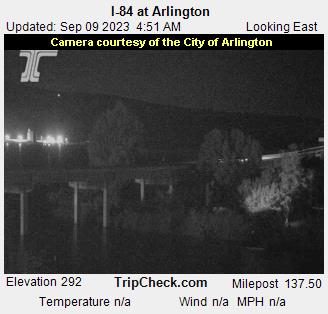 I-84 at Arlington
Updated: Sep 09 2023 4:51 AM Looking East
Camera courtesy of the City of Arlington
Elevation 292 TripCheck.com Milepost 137.50
Temperature n/a Wind n/a MPH n/a